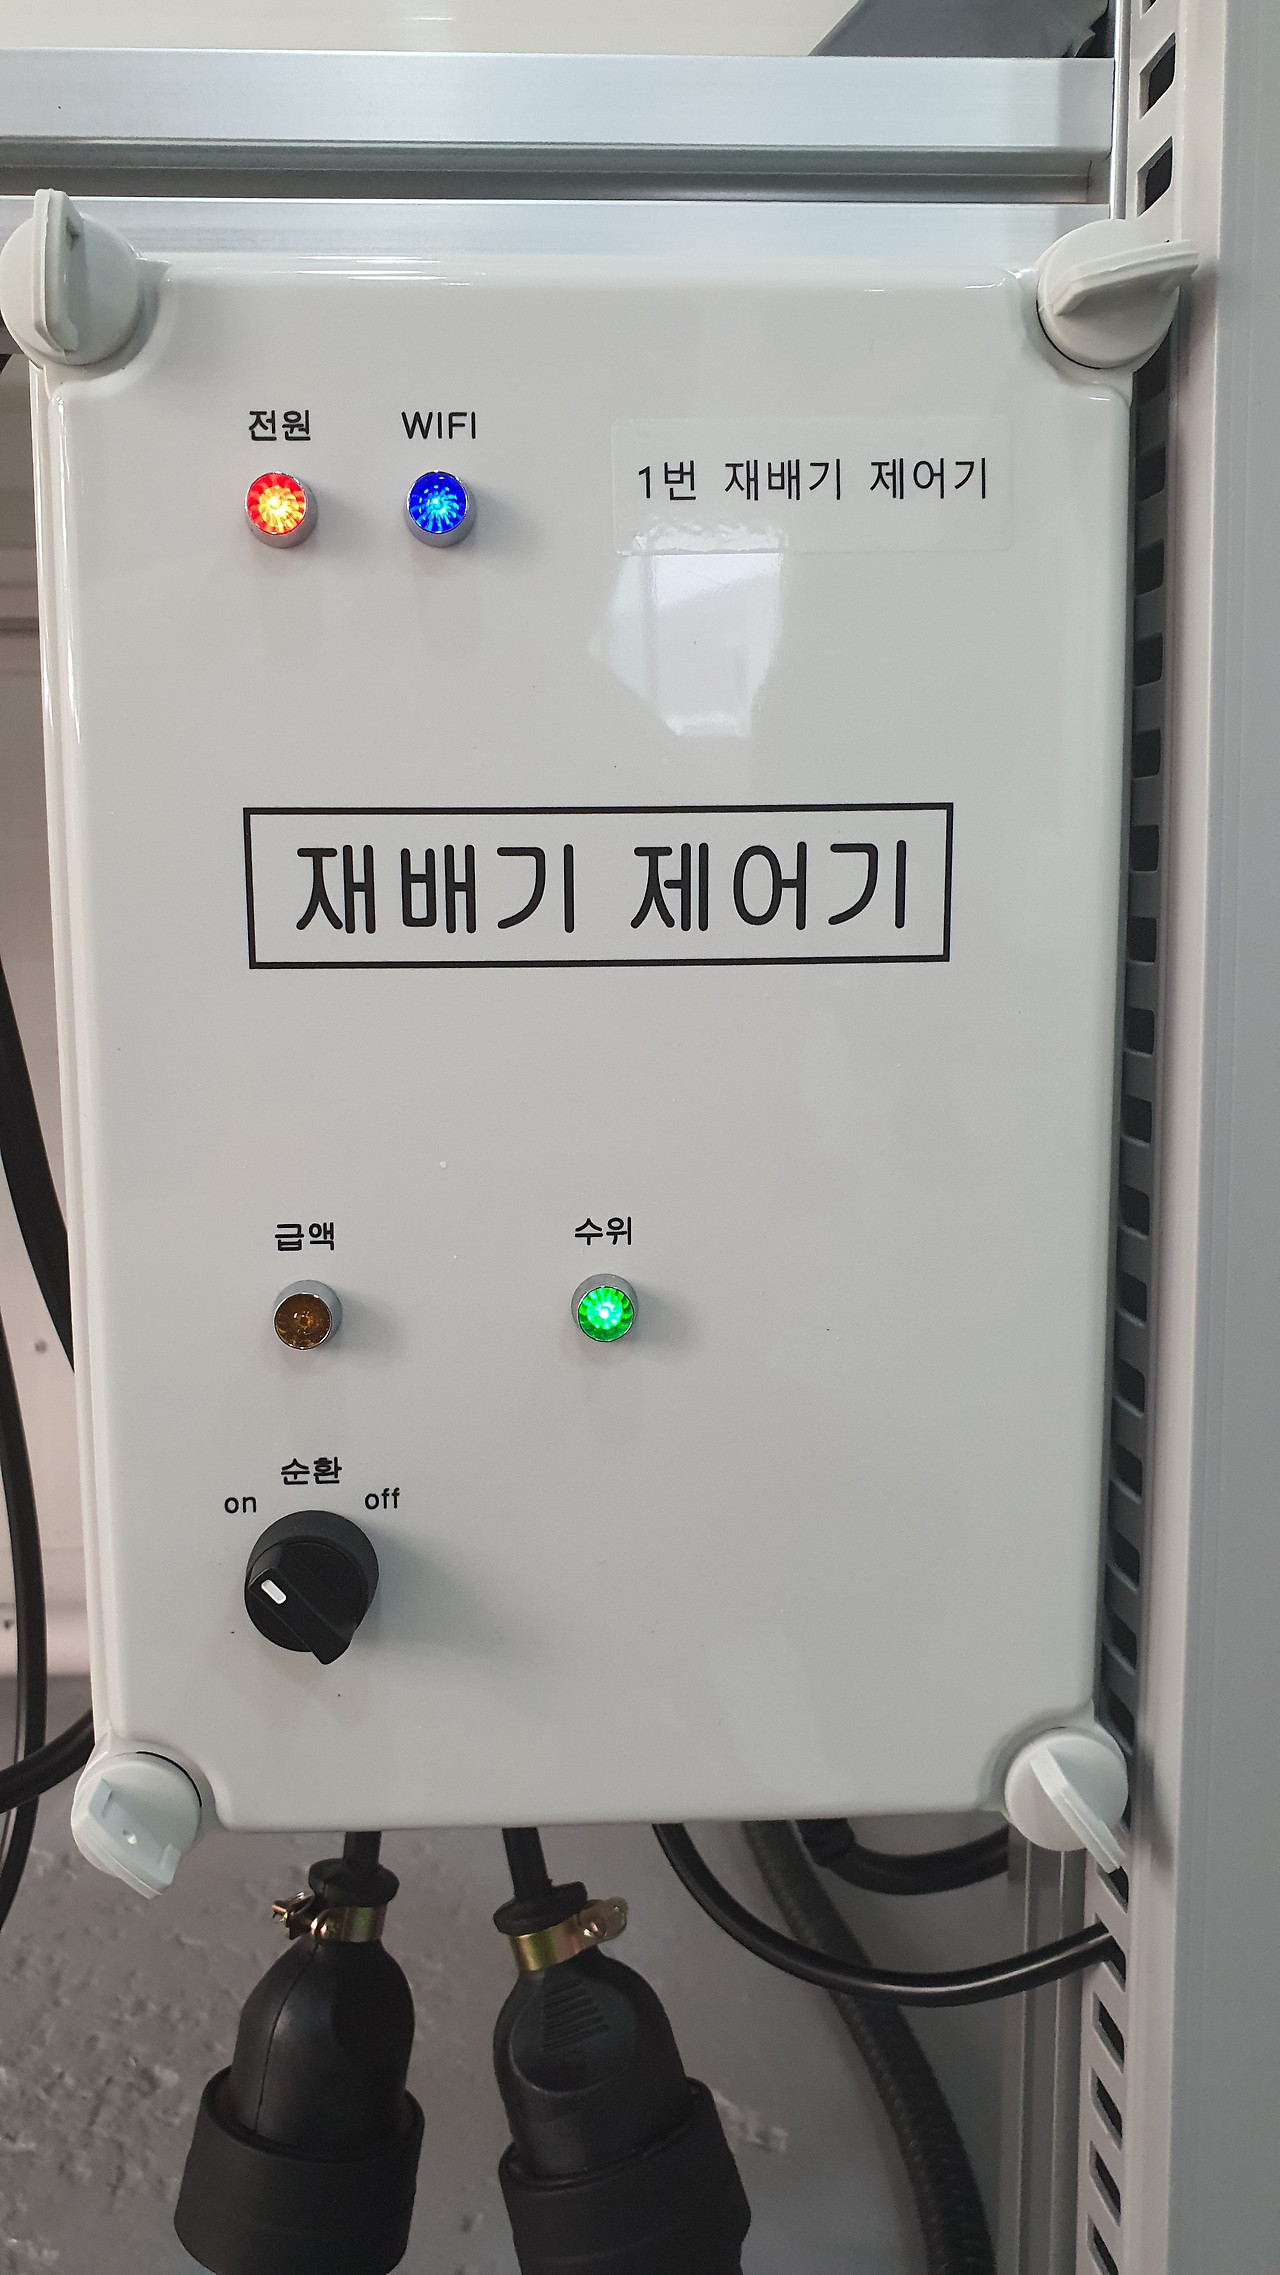 전원 WIFI
1번 재배기 제어기
재배기 제어기
급액 수위
순환
on off